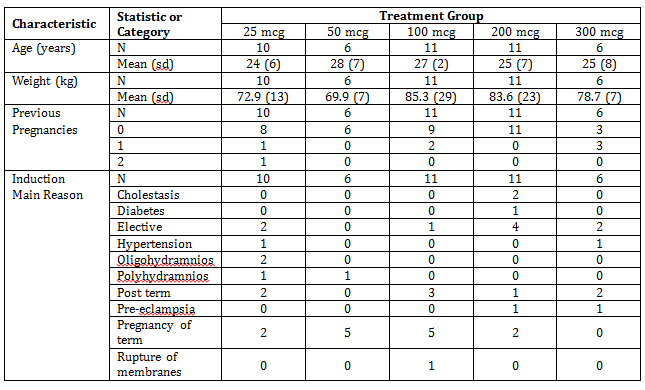 Characteristic Statistic or Category Treatment Group
25 mcg 50 mcg 100 mcg 200 mcg 300 mcg
Age (years) N 10 6 11 11 6
Mean (sd) 24 (6) 28 (7) 27 (2) 25 (7) 25 (8)
Weight (kg) N 10 6 11 11 6
Mean (sd) 72.9 (13) 69.9 (7) 85.3 (29) 83.6 (23) 78.7 (7)
Previous Pregnancies N 10 6 11 11 6
0 8 6 9 11 3
1 1 0 2 0 3
2 1 0 0 0 0
Induction Main Reason N 10 6 11 11 6
Cholestasis 0 0 0 2 0
Diabetes 0 0 0 1 0
Elective 2 0 1 4 2
Hypertension 1 0 0 0 1
Oligohydramnios 2 0 0 0 0
Polyhydramnios 1 1 0 0 0
Post term 2 0 3 1 2
Pre-eclampsia 0 0 0 1 1
Pregnancy of term 2 5 5 2 0
Rupture of membranes 0 0 1 0 0